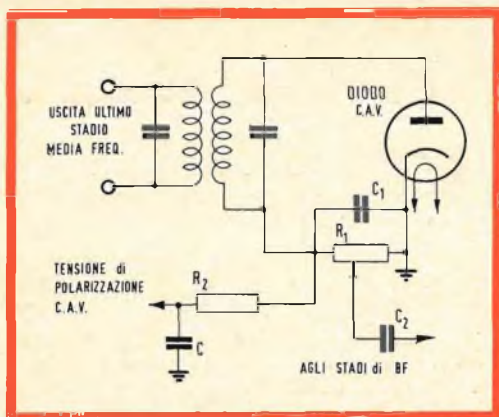 USCITA ULTIMO
STADIO
MEDIA FREQ.
DIODO
C.A.V.
C1
R1
TENSIONE di
POLARIZZAZIONE
C.A.V.
R2
C
C2
AGLI STADI di BF